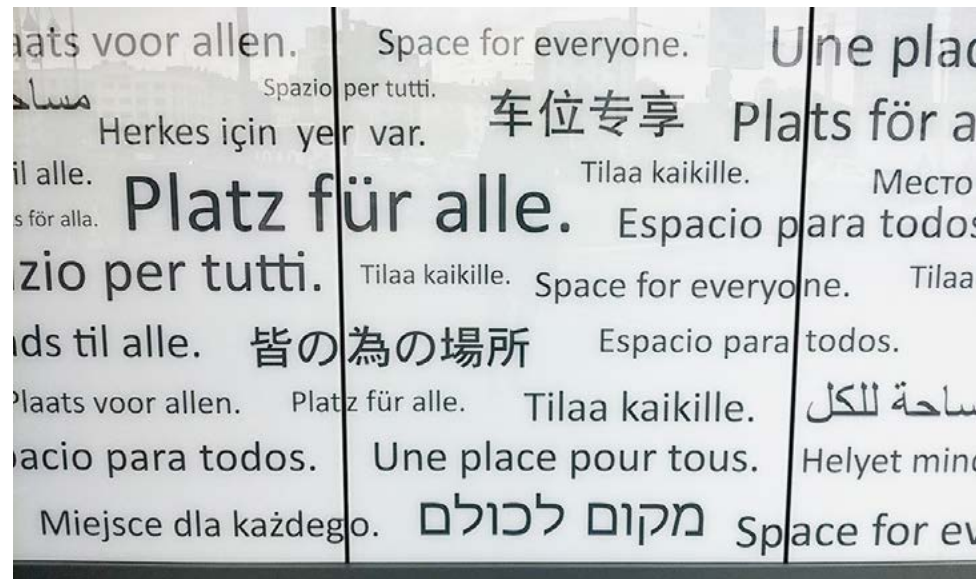 aats voor allen.
Space for everyone.
Une plac
مساح
Spazio per tutti.
车位专享
Herkes için yer var.
Plats för a
il alle.
Tilaa kaikille.
Место
s för alla.
Platz für alle.
Espacio para todos
zio per tutti.
Tilaa kaikille.
Space for everyone.
Tilaa
ds til alle.
皆の為の場所
Espacio para todos.
Plaats voor allen.
Platz für alle.
Tilaa kaikille.
ساحة للكل
acio para todos.
Une place pour tous.
Helyet mind
Miejsce dla każdego.
מקום לכולם
Space for ev